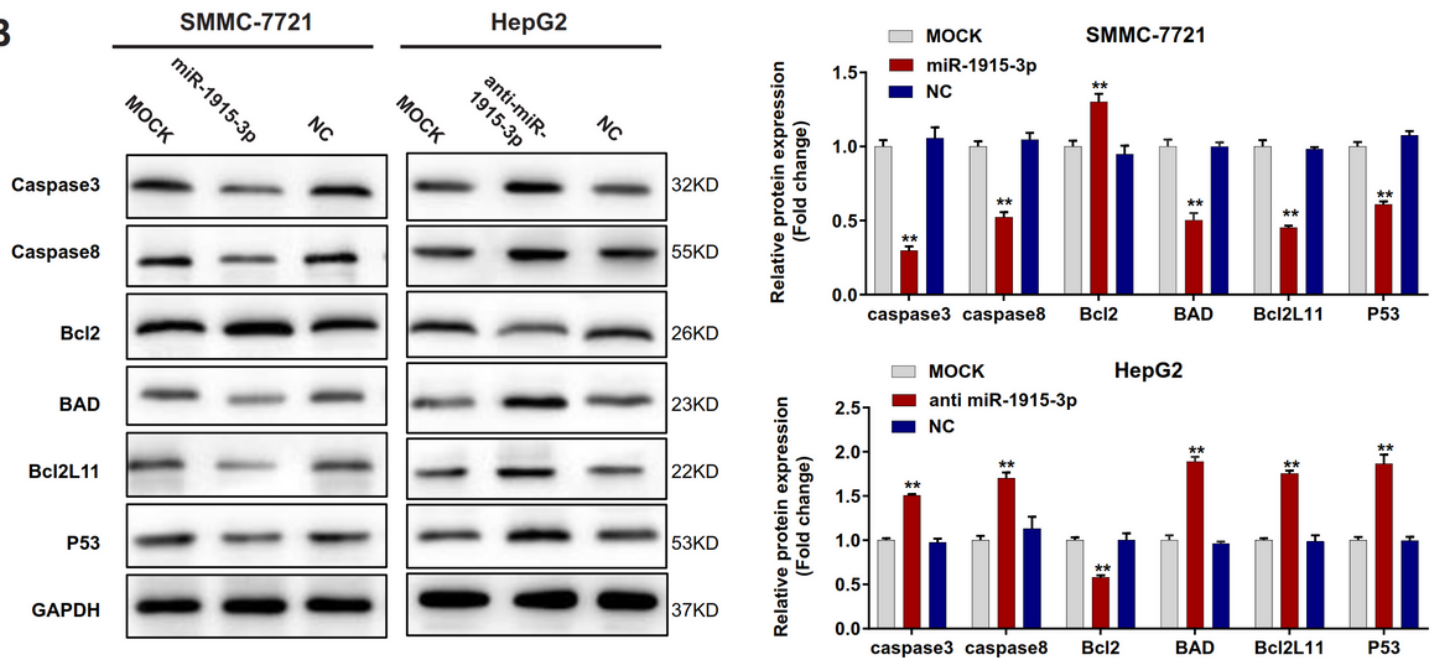 B
SMMC-7721
HepG2
MOCK
miR-1915-3p
NC
MOCK
anti-miR-
1915-3p
NC
Caspase3
32KD
Caspase8
55KD
Bcl2
26KD
BAD
23KD
Bcl2L11
22KD
P53
53KD
GAPDH
37KD
SMMC-7721
MOCK
miR-1915-3p
NC
Relative protein expression
(Fold change)
1.5
1.0
0.5
0.0
**
**
**
**
**
**
caspase3
caspase8
Bcl2
BAD
Bcl2L11
P53
HepG2
MOCK
anti miR-1915-3p
NC
Relative protein expression
(Fold change)
2.5
2.0
1.5
1.0
0.5
0.0
**
**
**
**
**
**
caspase3
caspase8
Bcl2
BAD
Bcl2L11
P53